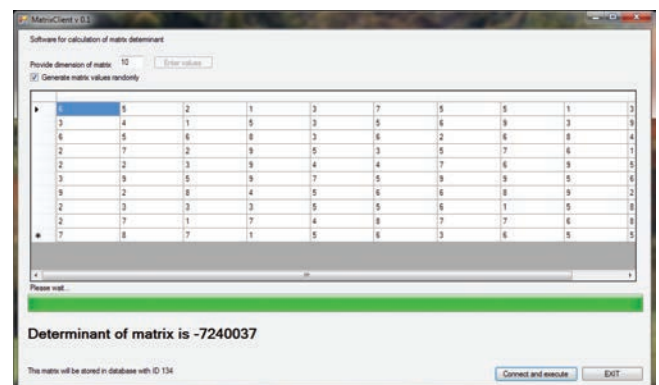 MatrixClient v 0.1
Software for calculation of matrix determinant
Provide dimension of matrix 10 Enter values
Generate matrix values randomly
6 5 2 1 3 7 5 5 1 3
3 4 1 5 3 5 6 9 3 9
6 5 6 8 3 6 2 6 8 4
2 7 2 9 5 3 5 7 6 1
2 2 3 9 4 4 7 6 9 5
3 9 5 9 7 5 9 9 5 6
9 2 8 4 5 6 6 8 9 2
2 3 3 3 5 5 6 1 5 8
2 7 1 7 4 8 7 7 6 8
7 8 7 1 5 6 3 6 5 5
Please wait...
Determinant of matrix is -7240037
This matrix will be stored in database with ID 134
Connect and execute EXIT